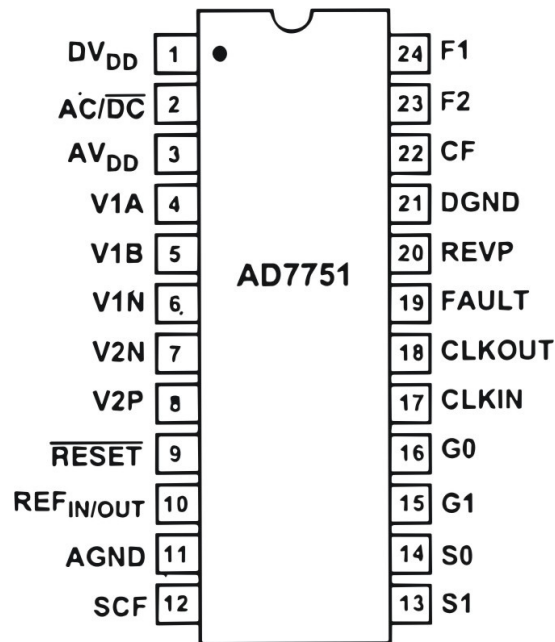 DVDD 1 24 F1
AC/DC 2 23 F2
AVDD 3 22 CF
V1A 4 21 DGND
V1B 5 20 REVP
AD7751
V1N 6 19 FAULT
V2N 7 18 CLKOUT
V2P 8 17 CLKIN
RESET 9 16 G0
REFIN/OUT 10 15 G1
AGND 11 14 S0
SCF 12 13 S1